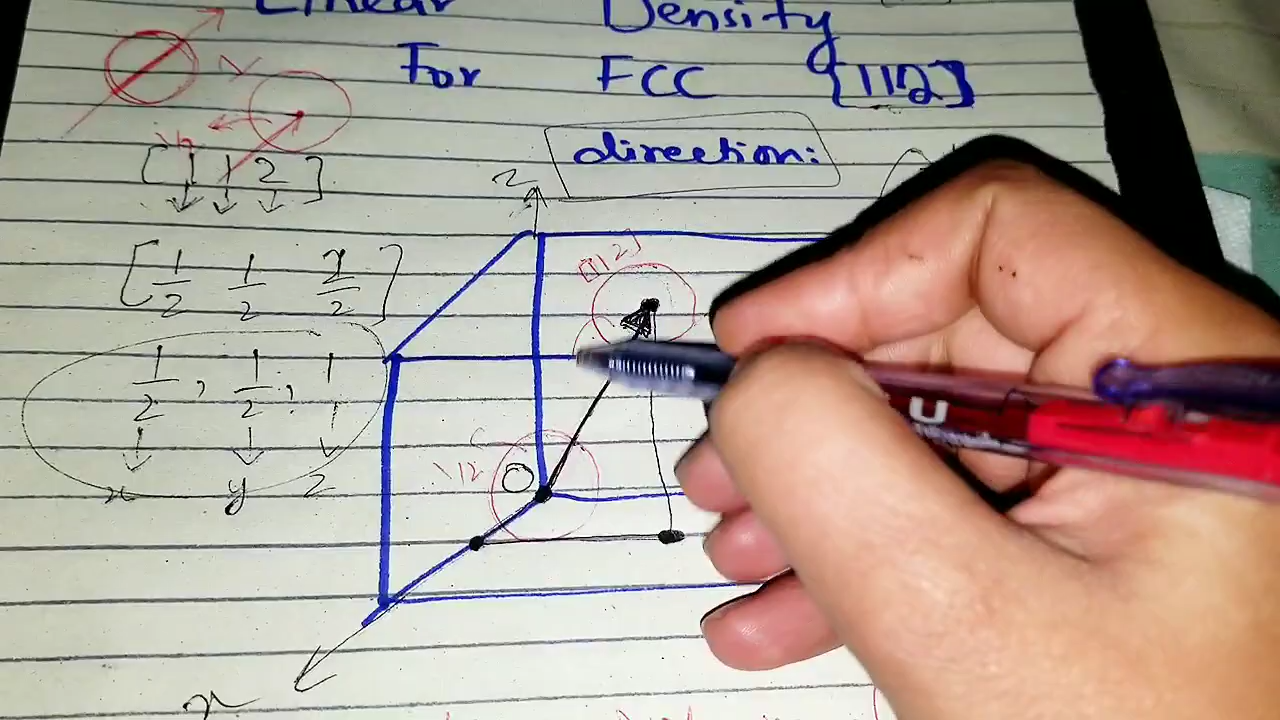 Linear Density
For FCC [112]
direction:
[1 1 2]
z
[112]
[1/2 1/2 2/2]
1/2, 1/2, 1
x y z
1/2
O
U
x